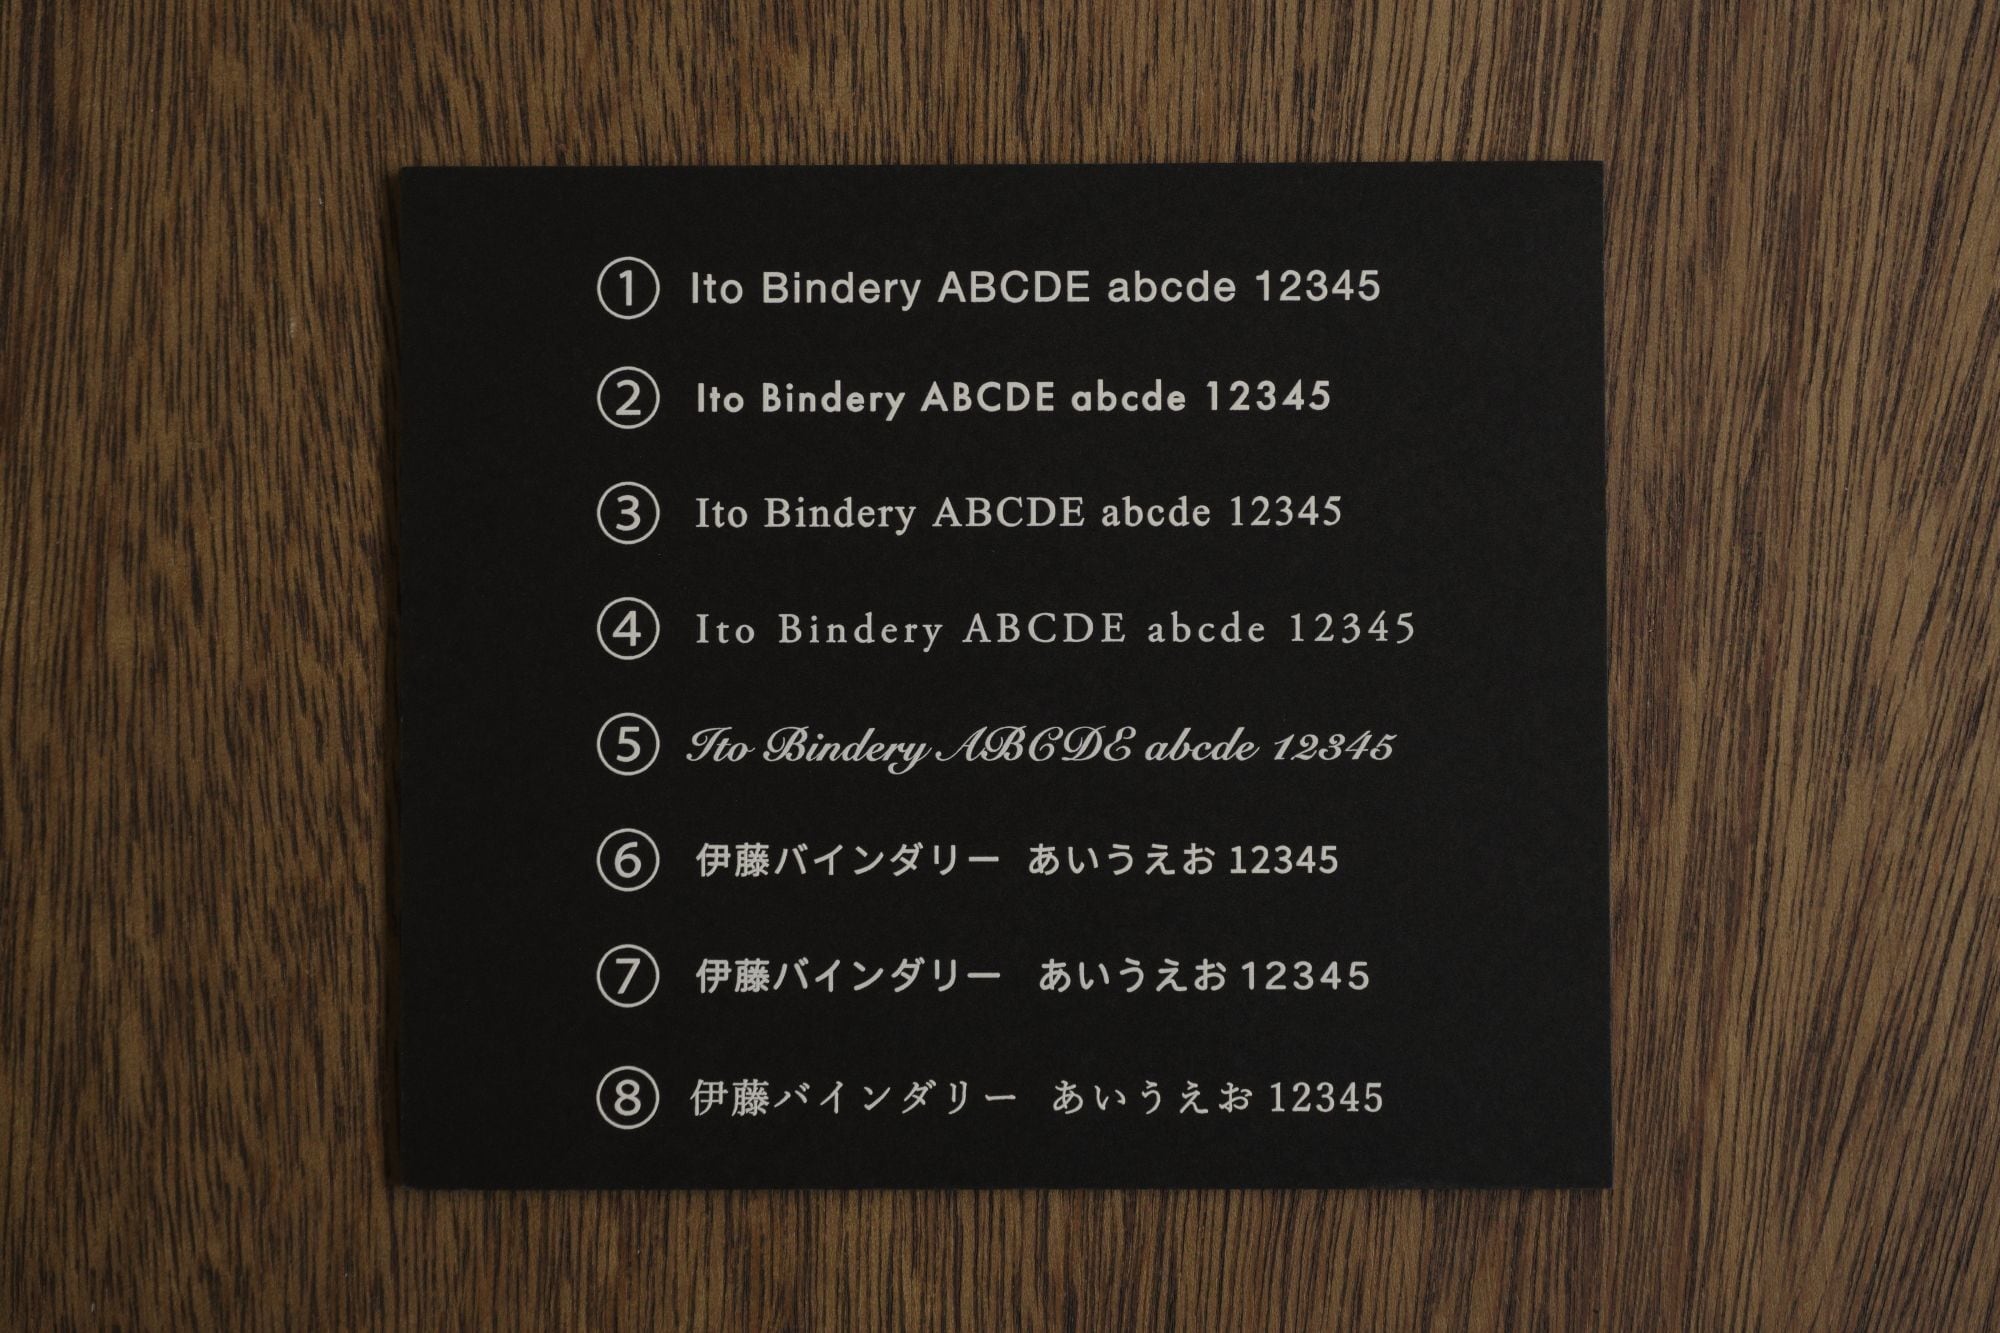 ① Ito Bindery ABCDE abcde 12345
② Ito Bindery ABCDE abcde 12345
③ Ito Bindery ABCDE abcde 12345
④ Ito Bindery ABCDE abcde 12345
⑤ Ito Bindery ABCDE abcde 12345
⑥ 伊藤バインダリー あいうえお 12345
⑦ 伊藤バインダリー あいうえお 12345
⑧ 伊藤バインダリー あいうえお 12345